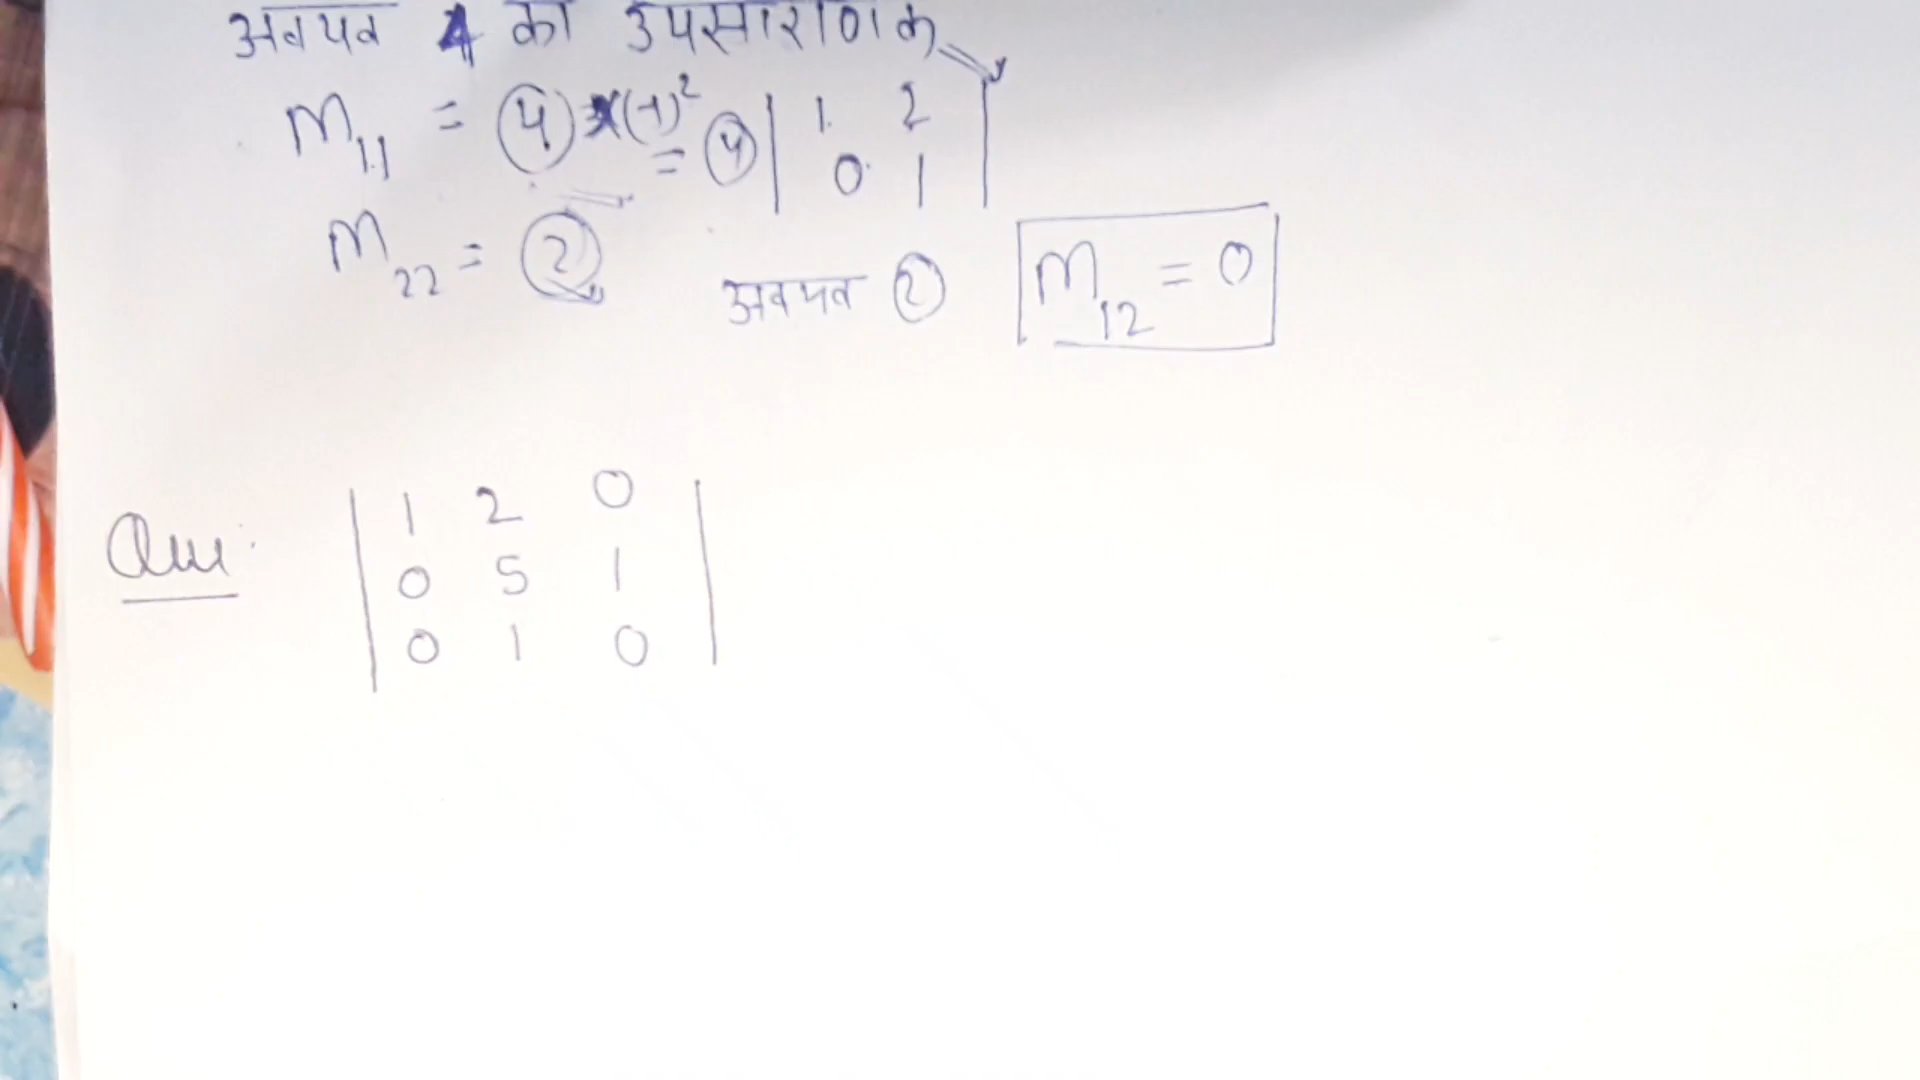 अवयव 4 का उपसारणिक
M₁₁ = 4 × (-1)² = 4 | 1 2 |
| 0 1 |
M₂₂ = 2
अवयव 2 M₁₂ = 0
Que. | 1 2 0 |
| 0 5 1 |
| 0 1 0 |